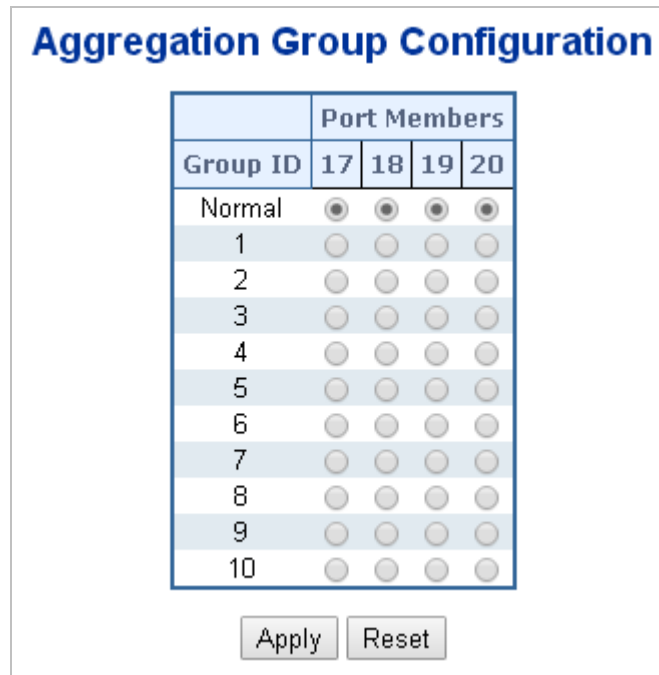 Aggregation Group Configuration
Port Members
Group ID 17 18 19 20
Normal
1
2
3
4
5
6
7
8
9
10
Apply Reset